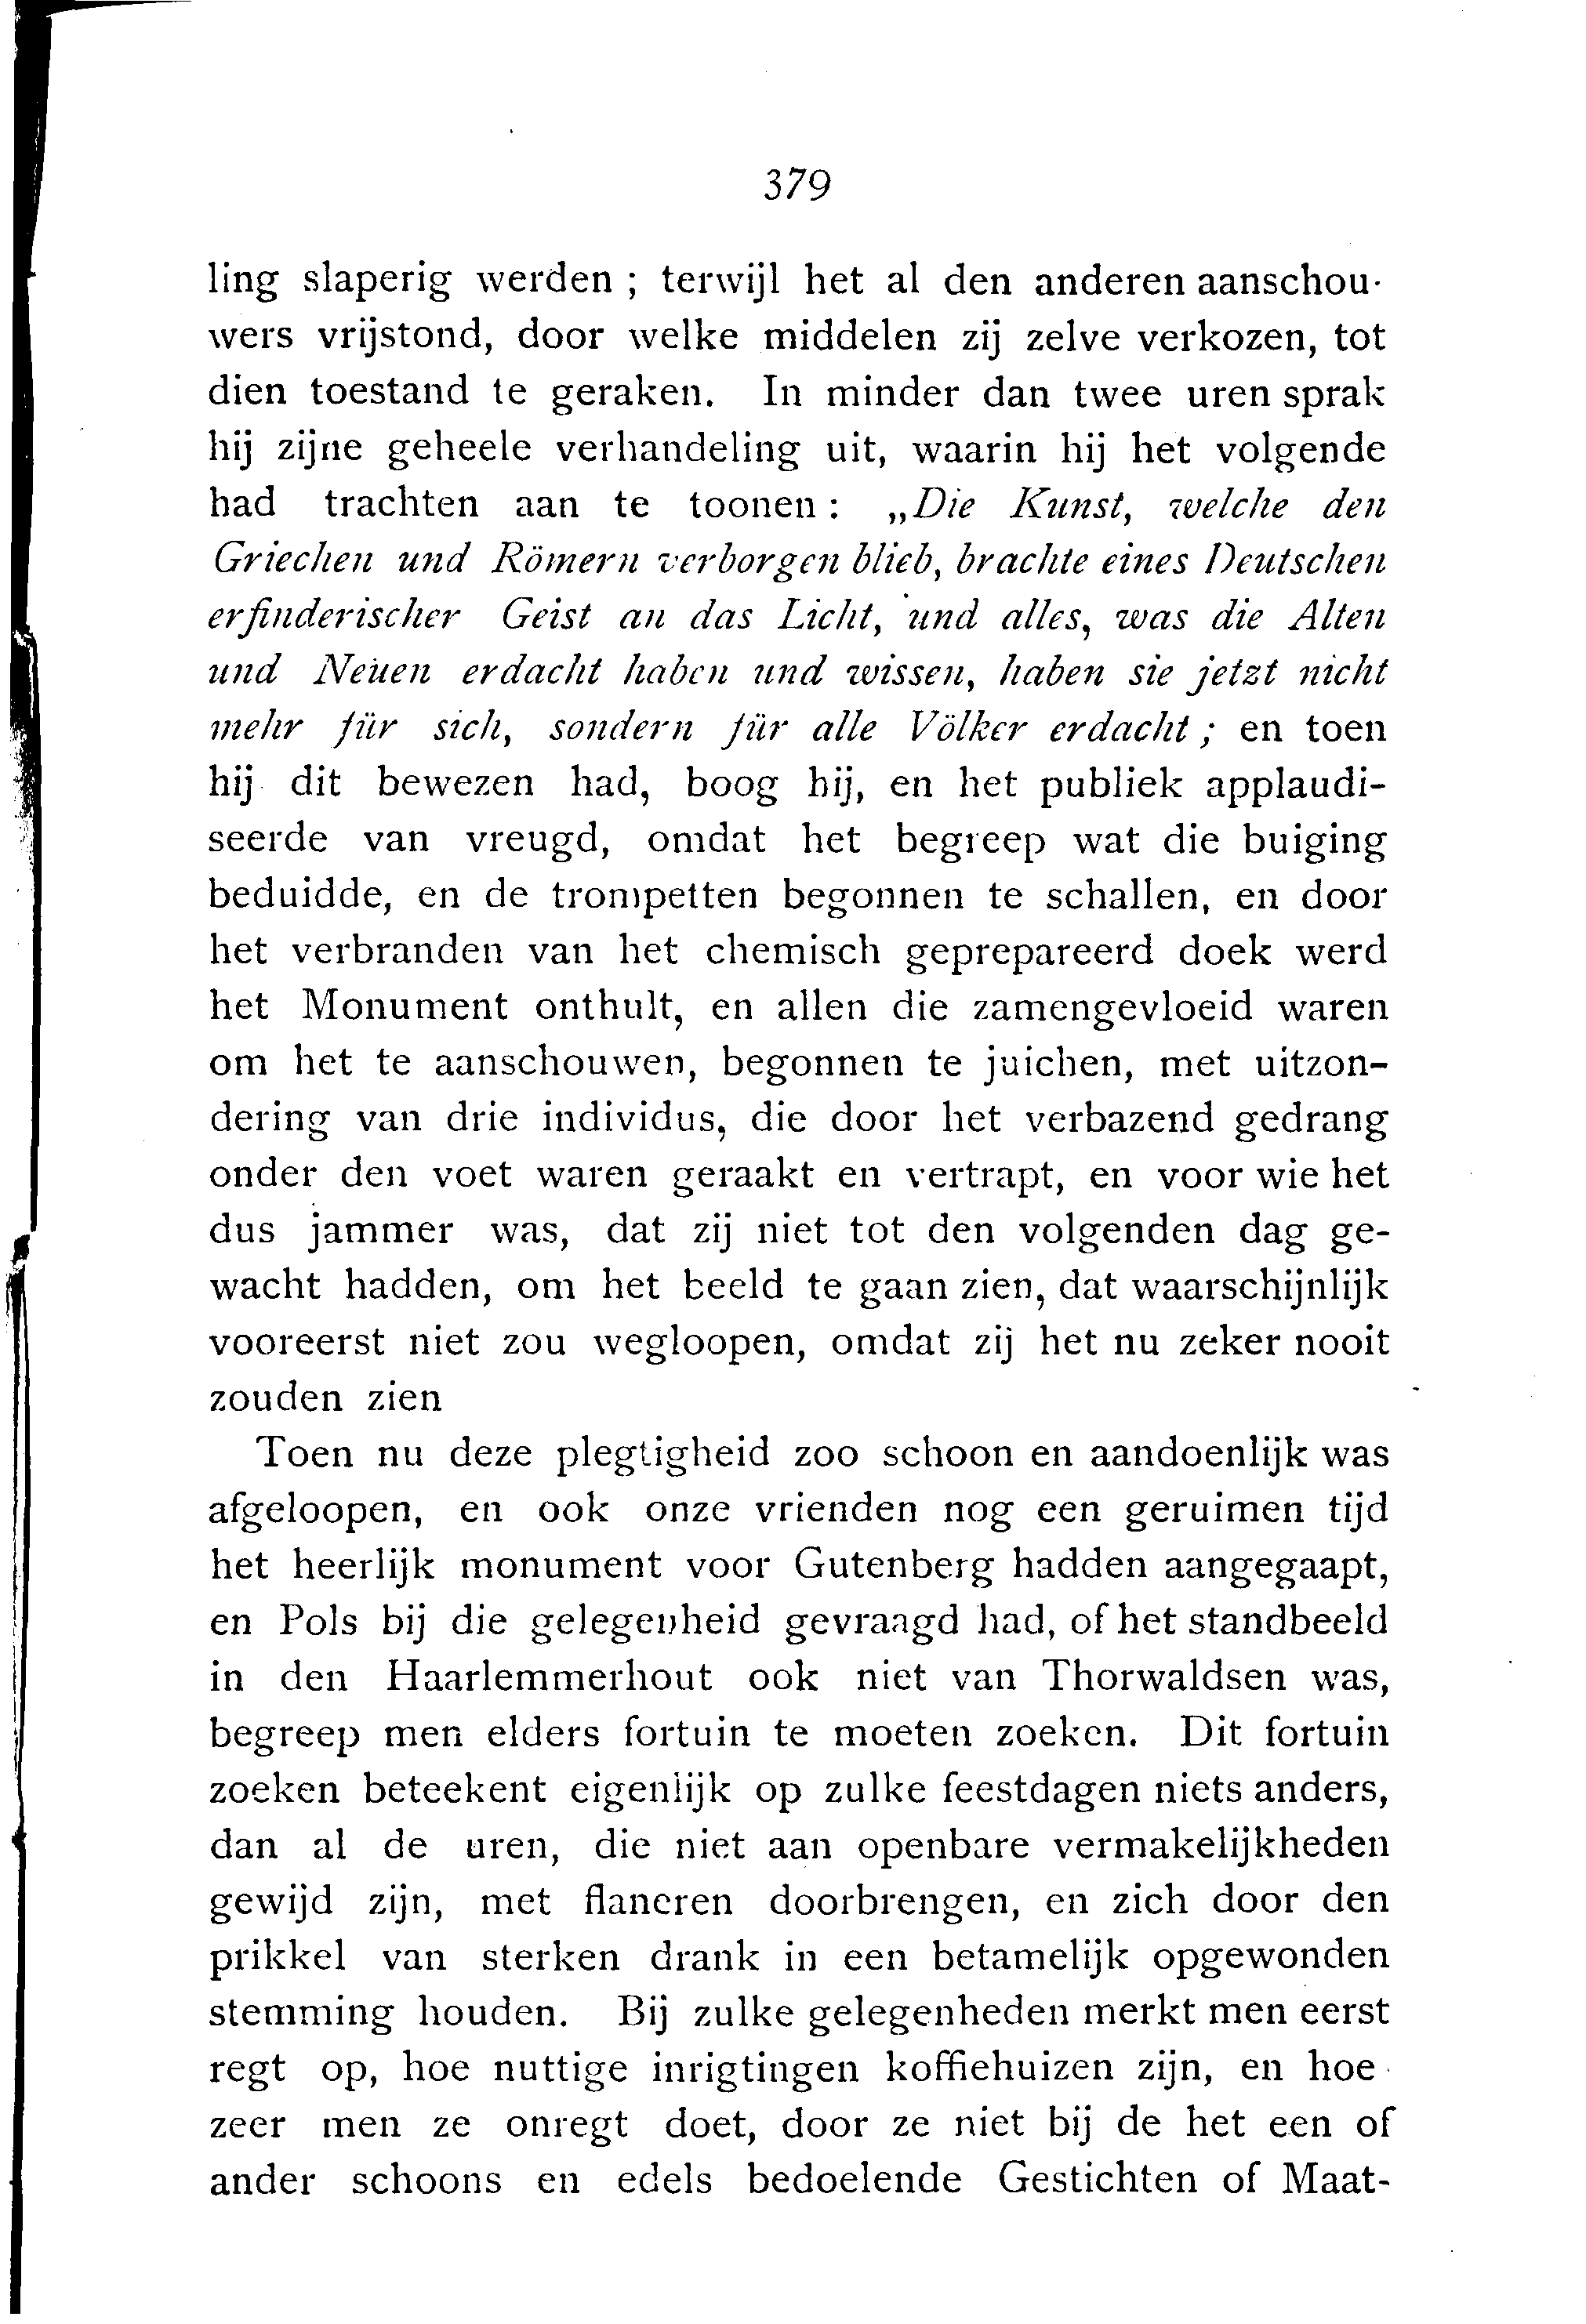 379
ling slaperig werden ; terwijl het al den anderen aanschou-
wers vrijstond, door welke middelen zij zelve verkozen, tot
dien toestand te geraken. In minder dan twee uren sprak
hij zijne geheele verhandeling uit, waarin hij het volgende
had trachten aan te toonen : „Die Kunst, welche den
Griechen und Römern verborgen blieb, brachte eines Deutschen
erfinderischer Geist an das Licht, und alles, was die Alten
und Neuen erdacht haben und wissen, haben sie jetzt nicht
mehr für sich, sondern für alle Völker erdacht ; en toen
hij dit bewezen had, boog hij, en het publiek applaudi-
seerde van vreugd, omdat het begreep wat die buiging
beduidde, en de trompetten begonnen te schallen, en door
het verbranden van het chemisch geprepareerd doek werd
het Monument onthult, en allen die zamengevloeid waren
om het te aanschouwen, begonnen te juichen, met uitzon-
dering van drie individus, die door het verbazend gedrang
onder den voet waren geraakt en vertrapt, en voor wie het
dus jammer was, dat zij niet tot den volgenden dag ge-
wacht hadden, om het beeld te gaan zien, dat waarschijnlijk
vooreerst niet zou wegloopen, omdat zij het nu zeker nooit
zouden zien
Toen nu deze plegtigheid zoo schoon en aandoenlijk was
afgeloopen, en ook onze vrienden nog een geruimen tijd
het heerlijk monument voor Gutenberg hadden aangegaapt,
en Pols bij die gelegenheid gevraagd had, of het standbeeld
in den Haarlemmerhout ook niet van Thorwaldsen was,
begreep men elders fortuin te moeten zoeken. Dit fortuin
zoeken beteekent eigenlijk op zulke feestdagen niets anders,
dan al de uren, die niet aan openbare vermakelijkheden
gewijd zijn, met flaneren doorbrengen, en zich door den
prikkel van sterken drank in een betamelijk opgewonden
stemming houden. Bij zulke gelegenheden merkt men eerst
regt op, hoe nuttige inrigtingen koffiehuizen zijn, en hoe
zeer men ze onregt doet, door ze niet bij de het een of
ander schoons en edels bedoelende Gestichten of Maat-